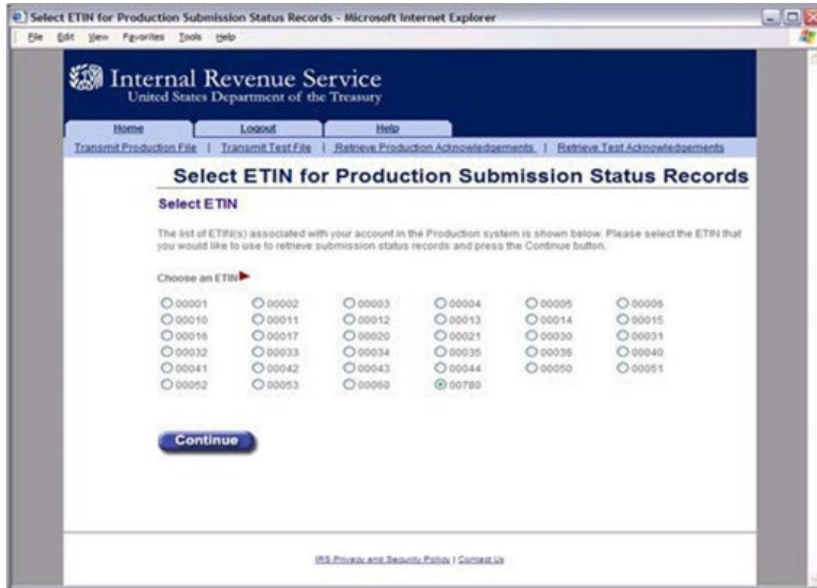 Select ETIN for Production Submission Status Records - Microsoft Internet Explorer
File Edit View Favorites Tools Help
Internal Revenue Service
United States Department of the Treasury
Home Logout Help
Transmit Production File | Transmit Test File | Retrieve Production Acknowledgements | Retrieve Test Acknowledgements
Select ETIN for Production Submission Status Records
Select ETIN
The list of ETIN(s) associated with your account in the Production system is shown below. Please select the ETIN that
you would like to use to retrieve submission status records and press the Continue button.
Choose an ETIN
00001 00002 00003 00004 00005 00006
00010 00011 00012 00013 00014 00015
00016 00017 00020 00021 00030 00031
00032 00033 00034 00035 00036 00040
00041 00042 00043 00044 00050 00051
00052 00053 00060 00780
Continue
IRS Privacy and Security Policy | Contact Us